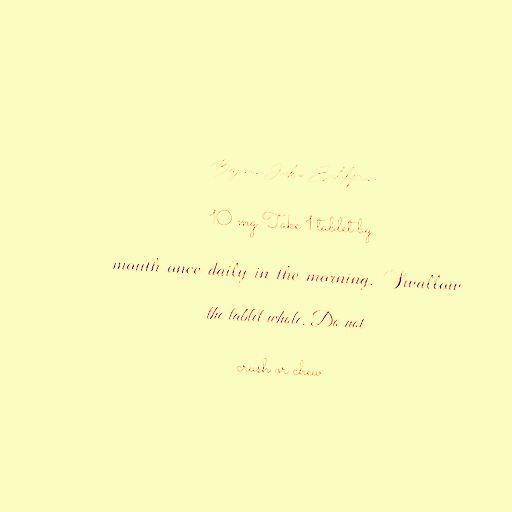 10 mg Take 1 tablet by
mouth once daily in the morning. Swallow
the tablet whole. Do not
crush or chew